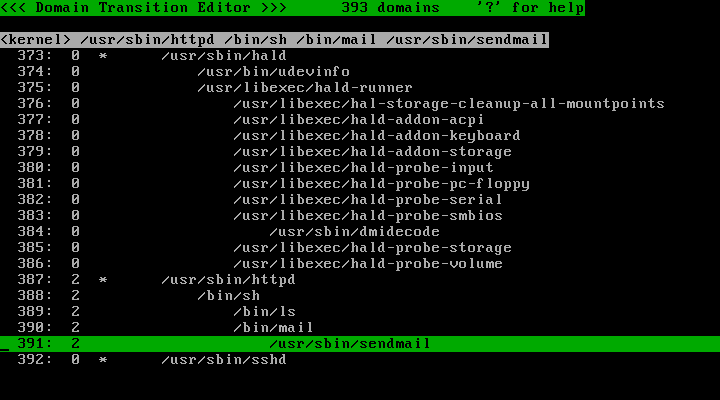 <<< Domain Transition Editor >>>      393 domains    '?' for help
<kernel> /usr/sbin/httpd /bin/sh /bin/mail /usr/sbin/sendmail
373:  0  *      /usr/sbin/hald
374:  0             /usr/bin/udevinfo
375:  0             /usr/libexec/hald-runner
376:  0                 /usr/libexec/hal-storage-cleanup-all-mountpoints
377:  0                 /usr/libexec/hald-addon-acpi
378:  0                 /usr/libexec/hald-addon-keyboard
379:  0                 /usr/libexec/hald-addon-storage
380:  0                 /usr/libexec/hald-probe-input
381:  0                 /usr/libexec/hald-probe-pc-floppy
382:  0                 /usr/libexec/hald-probe-serial
383:  0                 /usr/libexec/hald-probe-smbios
384:  0                     /usr/sbin/dmidecode
385:  0                 /usr/libexec/hald-probe-storage
386:  0                 /usr/libexec/hald-probe-volume
387:  2  *      /usr/sbin/httpd
388:  2             /bin/sh
389:  2                 /bin/ls
390:  2                 /bin/mail
391:  2                     /usr/sbin/sendmail
392:  0  *      /usr/sbin/sshd